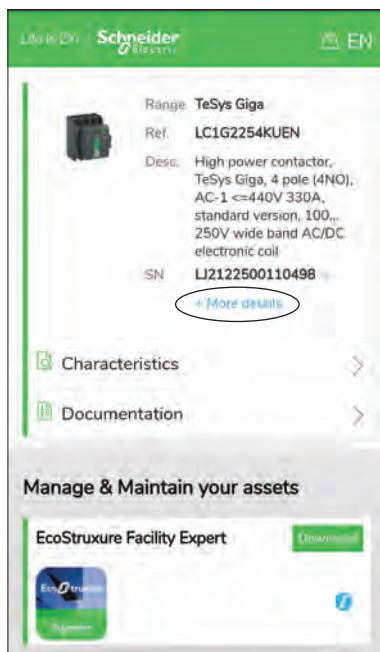 Life Is On | Schneider Electric
EN
Range TeSys Giga
Ref. LC1G2254KUEN
Desc. High power contactor,
TeSys Giga, 4 pole (4NO),
AC-1 <=440V 330A,
standard version, 100...
250V wide band AC/DC
electronic coil
SN LJ2122500110498
+ More details
Characteristics
Documentation
Manage & Maintain your assets
EcoStruxure Facility Expert
Download
Schneider